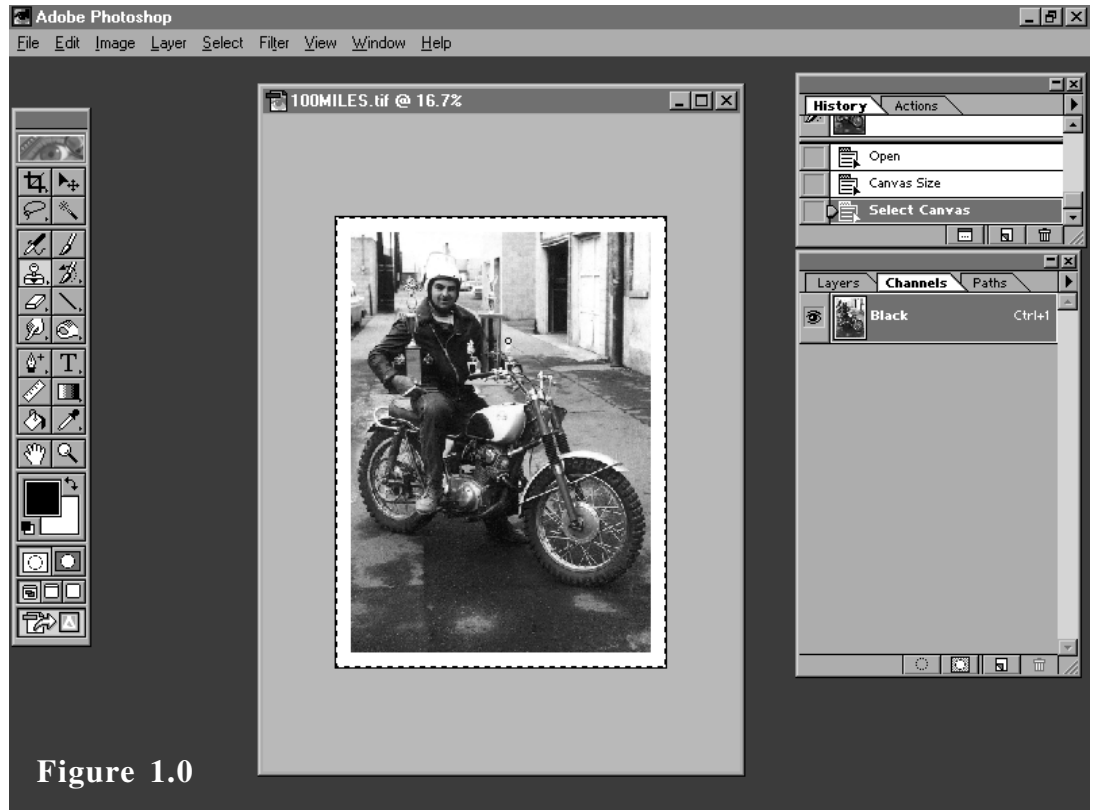 Adobe Photoshop
File Edit Image Layer Select Filter View Window Help
100MILES.tif @ 16.7%
History Actions
Open
Canvas Size
Select Canvas
Layers Channels Paths
Black Ctrl+1
T
Figure 1.0